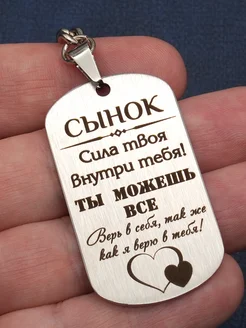 СЫНОК
Сила твоя
внутри тебя!
ТЫ МОЖЕШЬ
ВСЕ
Верь в себя, так же
как я верю в тебя!